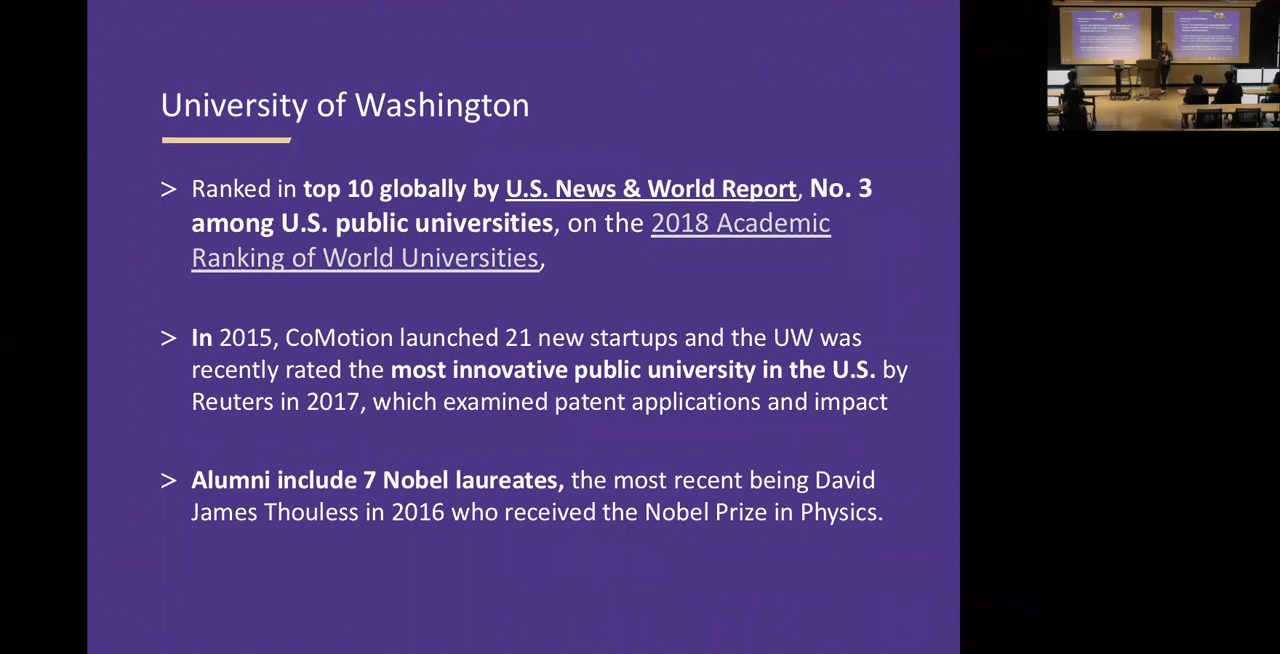 University of Washington
> Ranked in top 10 globally by U.S. News & World Report, No. 3
among U.S. public universities, on the 2018 Academic
Ranking of World Universities,
> In 2015, CoMotion launched 21 new startups and the UW was
recently rated the most innovative public university in the U.S. by
Reuters in 2017, which examined patent applications and impact
> Alumni include 7 Nobel laureates, the most recent being David
James Thouless in 2016 who received the Nobel Prize in Physics.